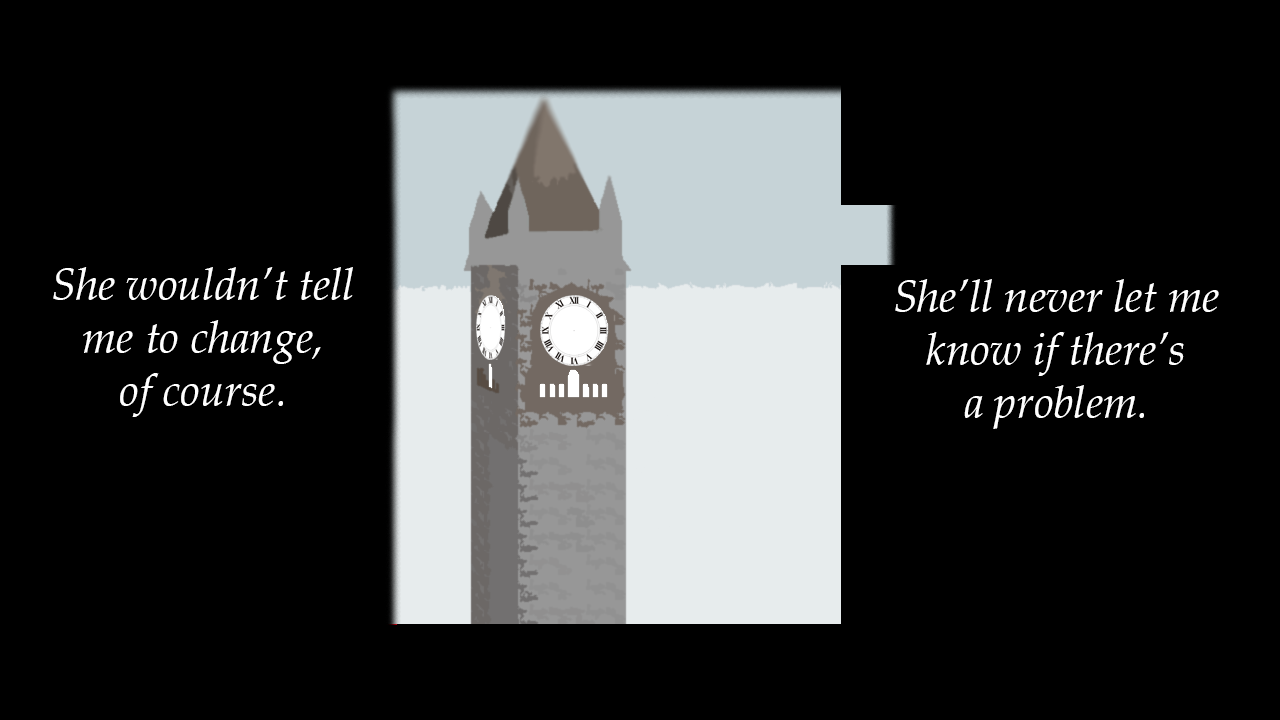 She wouldn’t tell
me to change,
of course.
She’ll never let me
know if there’s
a problem.